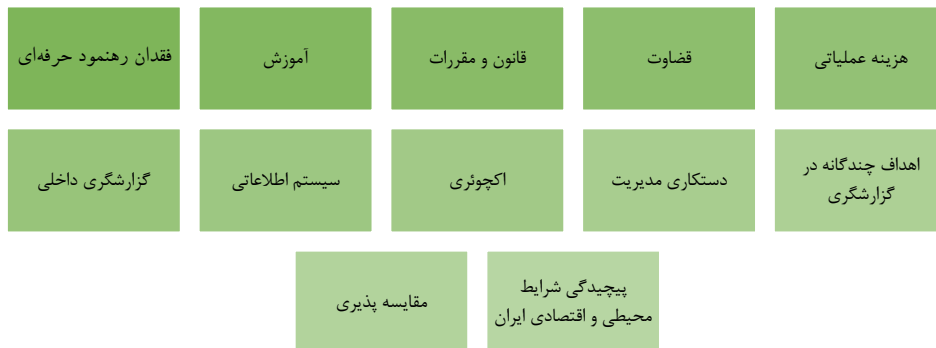 هزینه عملیاتی
قضاوت
قانون و مقررات
آموزش
فقدان رهنمود حرفه‌ای
اهداف چندگانه در
گزارشگری
دستکاری مدیریت
اکچوئری
سیستم اطلاعاتی
گزارشگری داخلی
پیچیدگی شرایط
محیطی و اقتصادی ایران
مقایسه پذیری